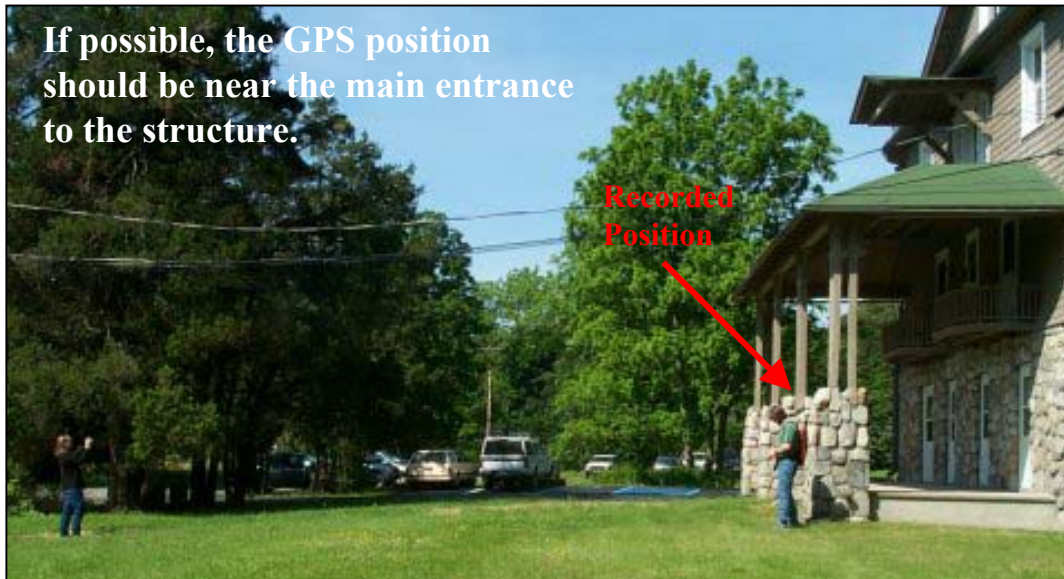 If possible, the GPS position
should be near the main entrance
to the structure.
Recorded
Position